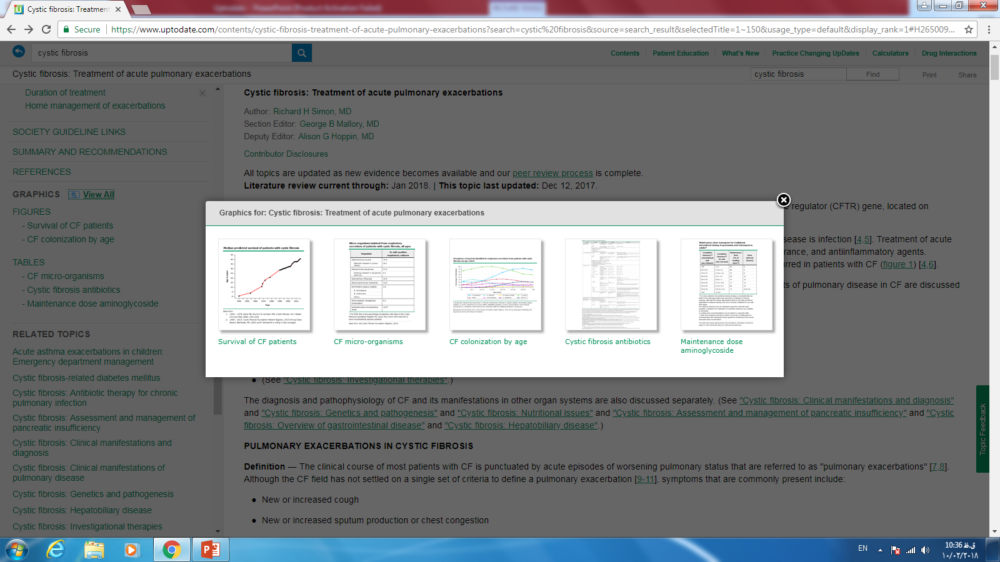 Cystic fibrosis: Treatment
Secure
https://www.uptodate.com/contents/cystic-fibrosis-treatment-of-acute-pulmonary-exacerbations?search=cystic%20fibrosis&source=search_result&selectedTitle=1~150&usage_type=default&display_rank=1#H265009...
cystic fibrosis
Contents
Patient Education
What's New
Practice Changing UpDates
Calculators
Drug Interactions
Cystic fibrosis: Treatment of acute pulmonary exacerbations
cystic fibrosis
Find
Print
Share
Duration of treatment
Home management of exacerbations
SOCIETY GUIDELINE LINKS
SUMMARY AND RECOMMENDATIONS
REFERENCES
GRAPHICS View All
FIGURES
- Survival of CF patients
- CF colonization by age
TABLES
- CF micro-organisms
- Cystic fibrosis antibiotics
- Maintenance dose aminoglycoside
RELATED TOPICS
Acute asthma exacerbations in children:
Emergency department management
Cystic fibrosis-related diabetes mellitus
Cystic fibrosis: Antibiotic therapy for chronic
pulmonary infection
Cystic fibrosis: Assessment and management of
pancreatic insufficiency
Cystic fibrosis: Clinical manifestations and
diagnosis
Cystic fibrosis: Clinical manifestations of
pulmonary disease
Cystic fibrosis: Genetics and pathogenesis
Cystic fibrosis: Hepatobiliary disease
Cystic fibrosis: Investigational therapies
Cystic fibrosis: Treatment of acute pulmonary exacerbations
Author: Richard H Simon, MD
Section Editor: George B Mallory, MD
Deputy Editor: Alison G Hoppin, MD
Contributor Disclosures
All topics are updated as new evidence becomes available and our peer review process is complete.
Literature review current through: Jan 2018. | This topic last updated: Dec 12, 2017.
regulator (CFTR) gene, located on
sease is infection [4,5]. Treatment of acute
rance, and antiinflammatory agents.
urred in patients with CF (figure 1) [4,6].
ts of pulmonary disease in CF are discussed
Graphics for: Cystic fibrosis: Treatment of acute pulmonary exacerbations
Median predicted survival of patients with cystic fibrosis
Micro-organisms isolated from respiratory
secretions of patients with cystic fibrosis, all ages
Organism
% with positive
respiratory cultures
Survival of CF patients
CF micro-organisms
CF colonization by age
Cystic fibrosis antibiotics
Maintenance dose
aminoglycoside
• (See "Cystic fibrosis: Investigational therapies".)
The diagnosis and pathophysiology of CF and its manifestations in other organ systems are also discussed separately. (See "Cystic fibrosis: Clinical manifestations and diagnosis"
and "Cystic fibrosis: Genetics and pathogenesis" and "Cystic fibrosis: Nutritional issues" and "Cystic fibrosis: Assessment and management of pancreatic insufficiency" and "Cystic
fibrosis: Overview of gastrointestinal disease" and "Cystic fibrosis: Hepatobiliary disease".)
PULMONARY EXACERBATIONS IN CYSTIC FIBROSIS
Definition — The clinical course of most patients with CF is punctuated by acute episodes of worsening pulmonary status that are referred to as "pulmonary exacerbations" [7,8].
Although the CF field has not settled on a single set of criteria to define a pulmonary exacerbation [9-11], symptoms that are commonly present include:
• New or increased cough
• New or increased sputum production or chest congestion
Topic Feedback
EN
10:36 ق.ظ
۱۰/۰۲/۲۰۱۸